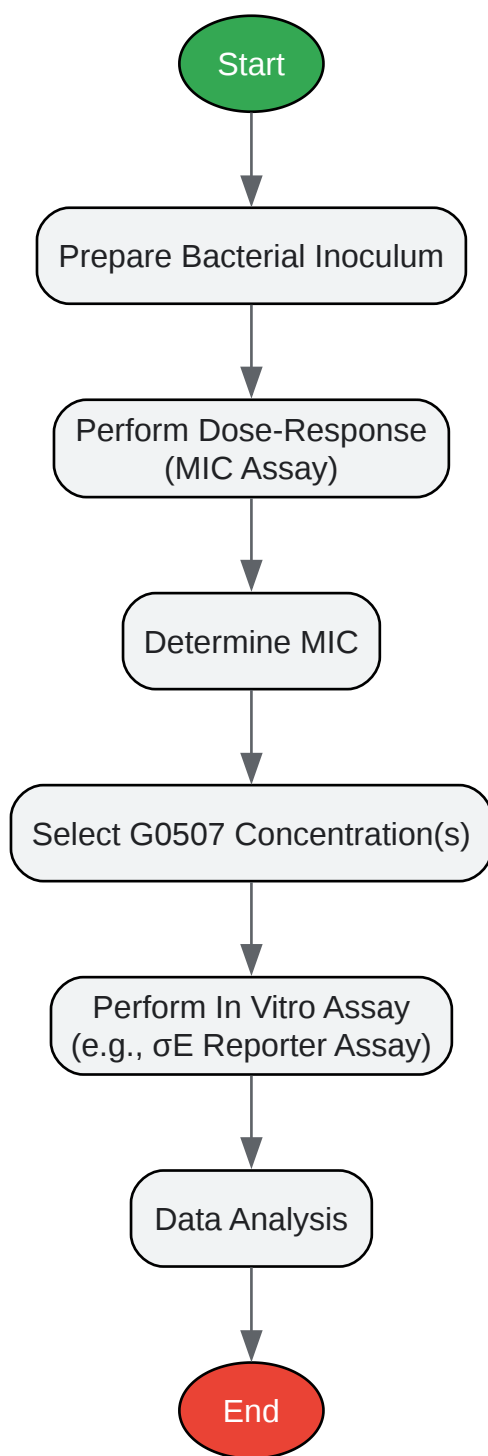 Start
Prepare Bacterial Inoculum
Perform Dose-Response
(MIC Assay)
Determine MIC
Select G0507 Concentration(s)
Perform In Vitro Assay
(e.g., σE Reporter Assay)
Data Analysis
End